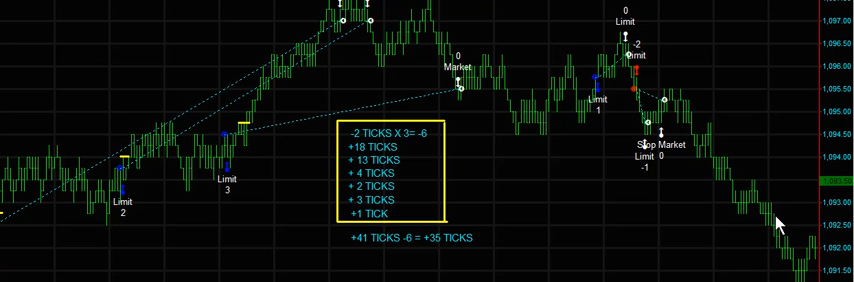 0
Limit
-2
Limit
0
Market
Limit
1
Stop Market
0
Limit
-1
Limit
2
Limit
3
-2 TICKS X 3= -6
+18 TICKS
+ 13 TICKS
+ 4 TICKS
+ 2 TICKS
+ 3 TICKS
+1 TICK
+41 TICKS -6 = +35 TICKS
1,097.00
1,096.50
1,096.00
1,095.50
1,095.00
1,094.50
1,094.00
1,093.50
1,093.00
1,092.50
1,092.00
1,091.50